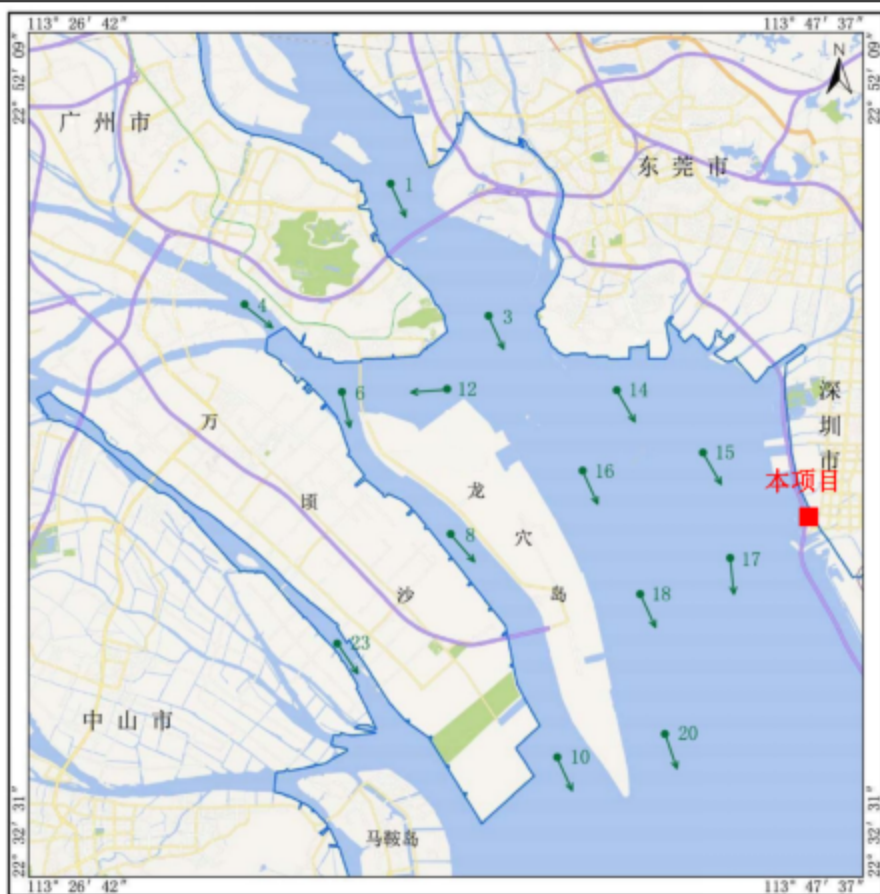 113° 26′ 42″
113° 47′ 37″
22° 52′ 09″
22° 52′ 09″
N
广州市
东莞市
1
4
3
6
12
14
深圳市
万顷沙
15
16
本项目
龙穴岛
8
17
18
23
中山市
20
10
马鞍岛
22° 32′ 31″
22° 32′ 31″
113° 26′ 42″
113° 47′ 37″